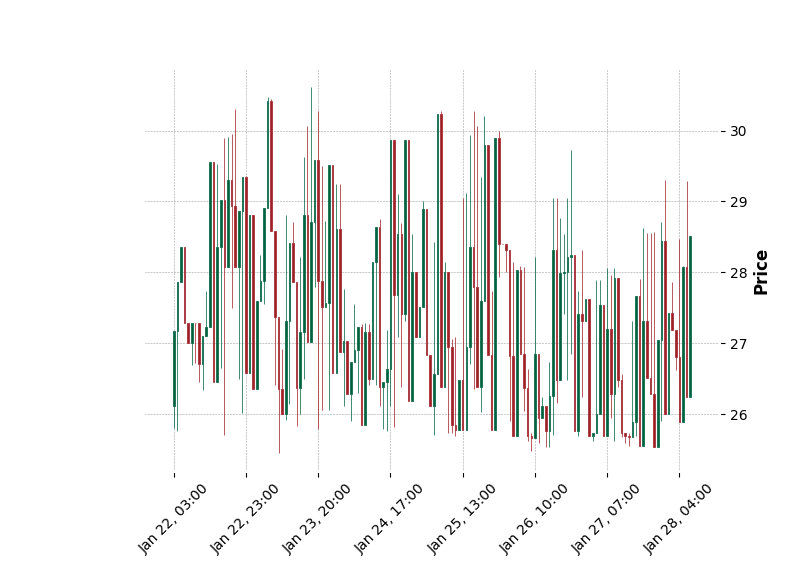 30
29
28
27
26
Price
Jan 22, 03:00
Jan 22, 23:00
Jan 23, 20:00
Jan 24, 17:00
Jan 25, 13:00
Jan 26, 10:00
Jan 27, 07:00
Jan 28, 04:00